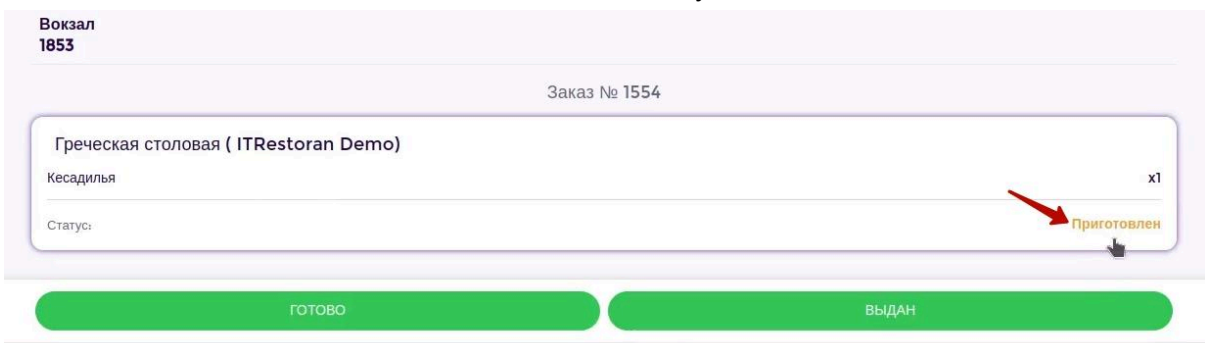 Вокзал
1853
Заказ № 1554
Греческая столовая ( ITRestoran Demo)
Кесадилья x1
Статус: Приготовлен
ГОТОВО ВЫДАН